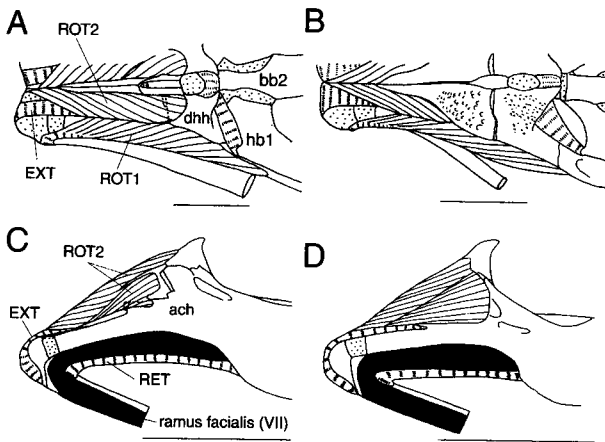 A
ROT2
bb2
dhh
hb1
EXT
ROT1
B
C
ROT2
EXT
ach
RET
ramus facialis (VII)
D